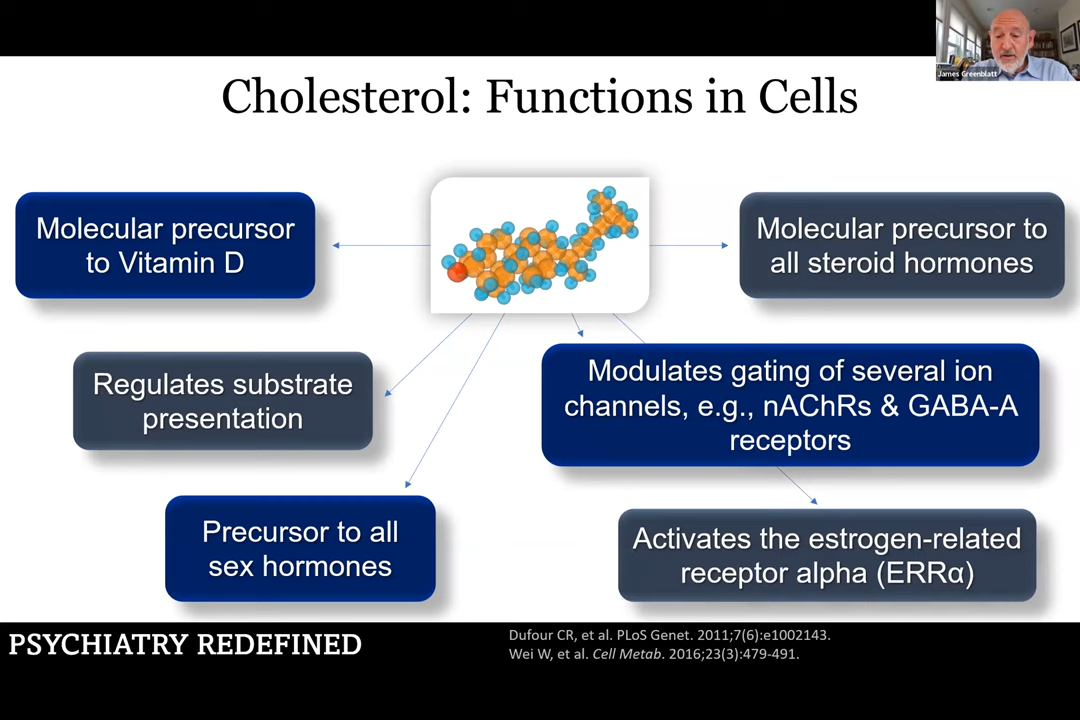 James Greenblatt
Cholesterol: Functions in Cells
Molecular precursor
to Vitamin D
Molecular precursor to
all steroid hormones
Regulates substrate
presentation
Modulates gating of several ion
channels, e.g., nAChRs & GABA-A
receptors
Precursor to all
sex hormones
Activates the estrogen-related
receptor alpha (ERRα)
PSYCHIATRY REDEFINED
Dufour CR, et al. PLoS Genet. 2011;7(6):e1002143.
Wei W, et al. Cell Metab. 2016;23(3):479-491.